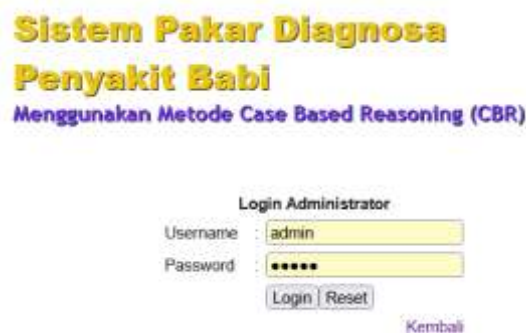 Sistem Pakar Diagnosa
Penyakit Babi
Menggunakan Metode Case Based Reasoning (CBR)
Login Administrator
Username : admin
Password : ●●●●●
Login Reset
Kembali